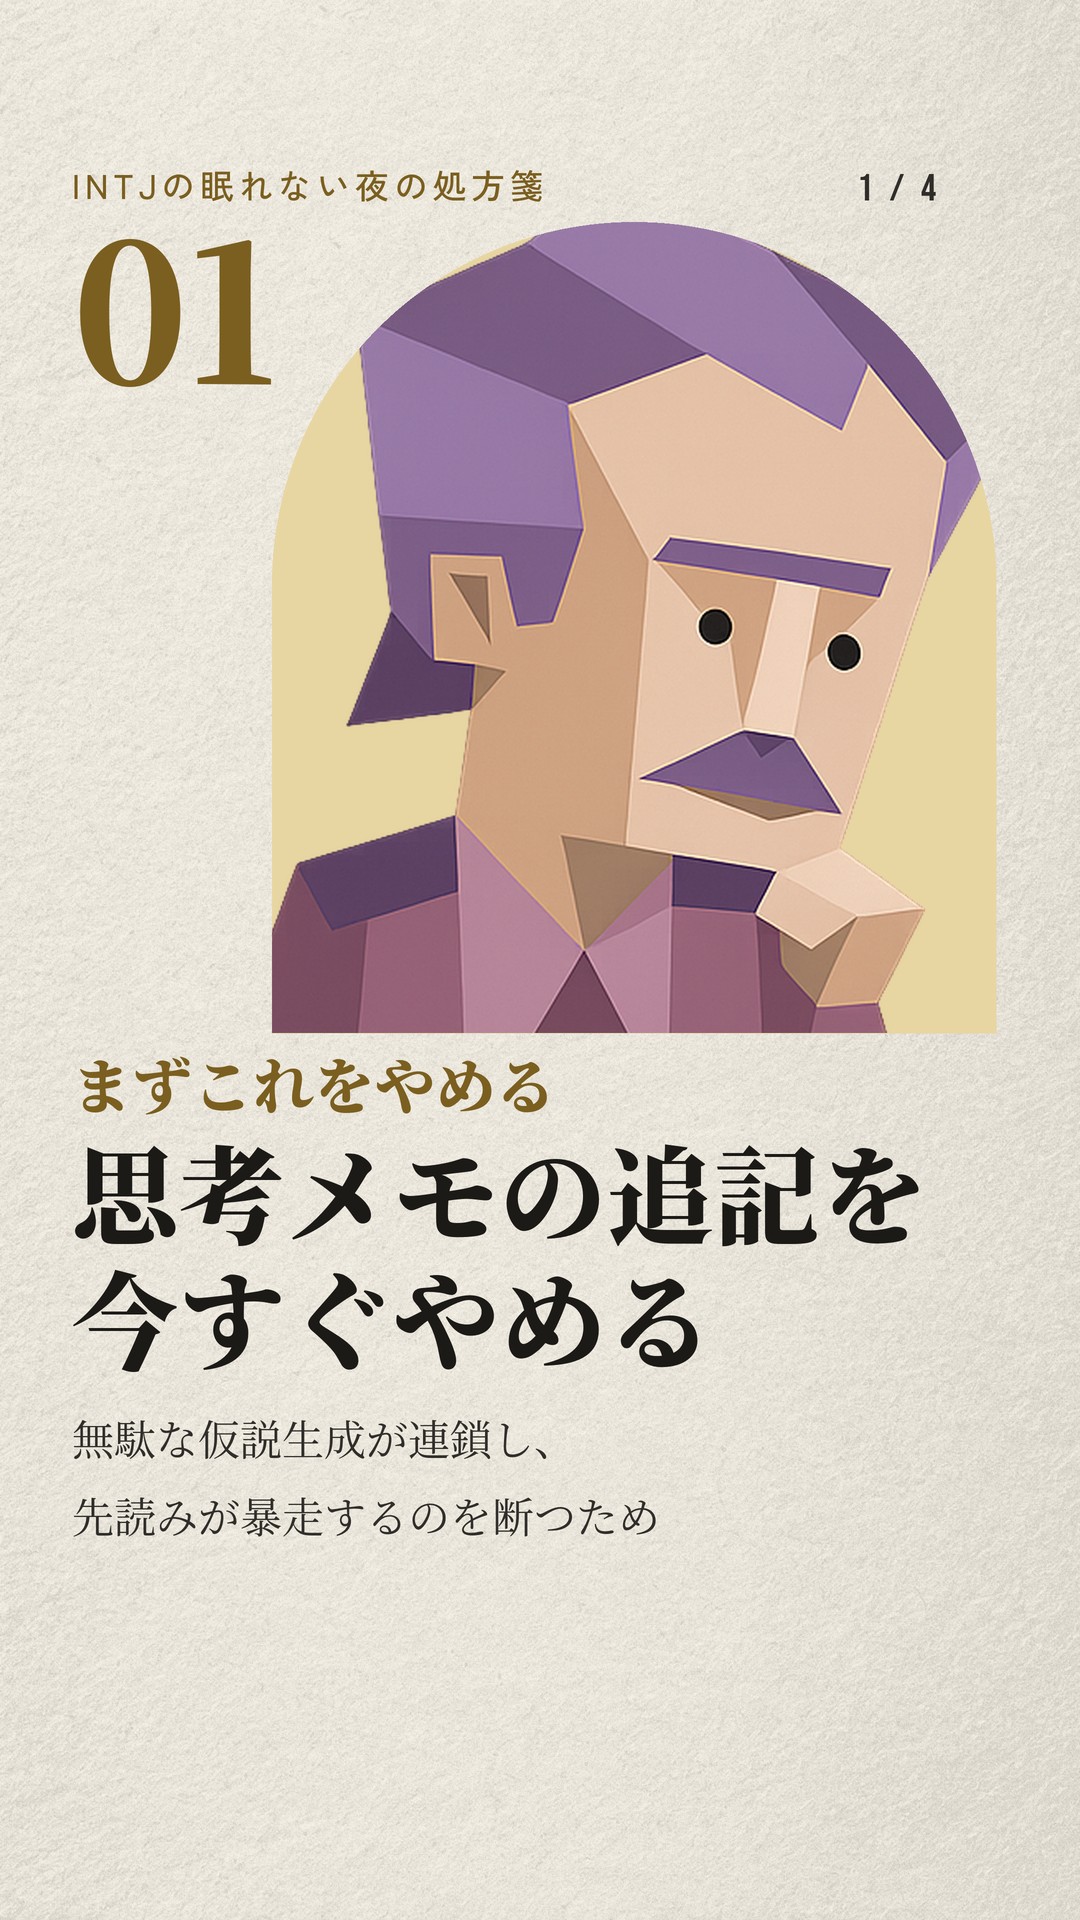 INTJの眠れない夜の処方箋
1 / 4
01
まずこれをやめる
思考メモの追記を
今すぐやめる
無駄な仮説生成が連鎖し、
先読みが暴走するのを断つため